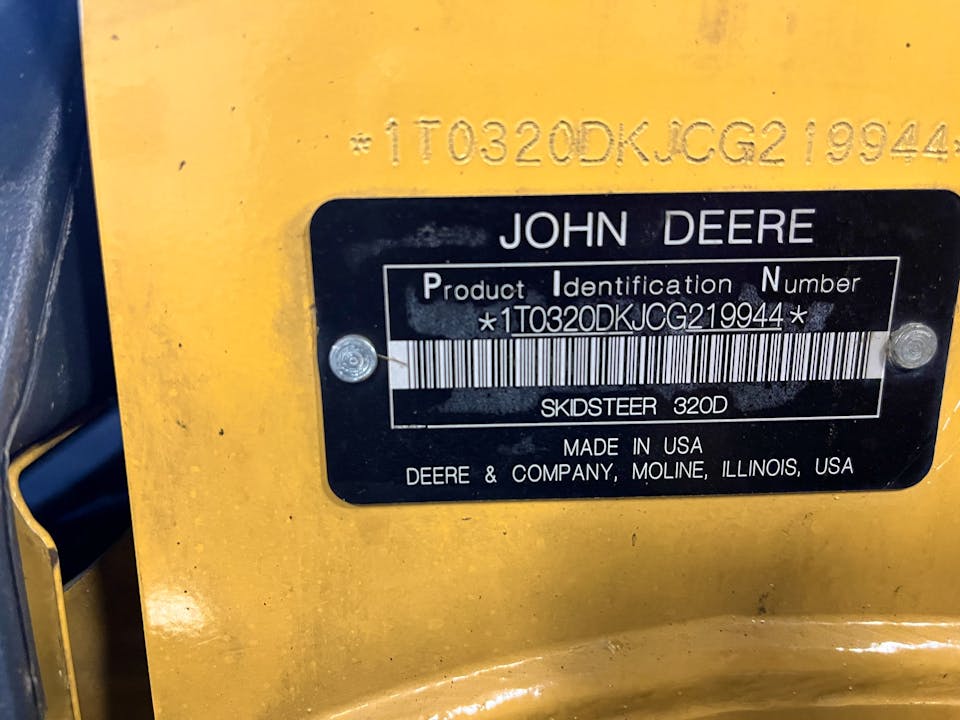 *1T0320DKJCG219944*
JOHN DEERE
Product Identification Number
*1T0320DKJCG219944*
SKIDSTEER 320D
MADE IN USA
DEERE & COMPANY, MOLINE, ILLINOIS, USA